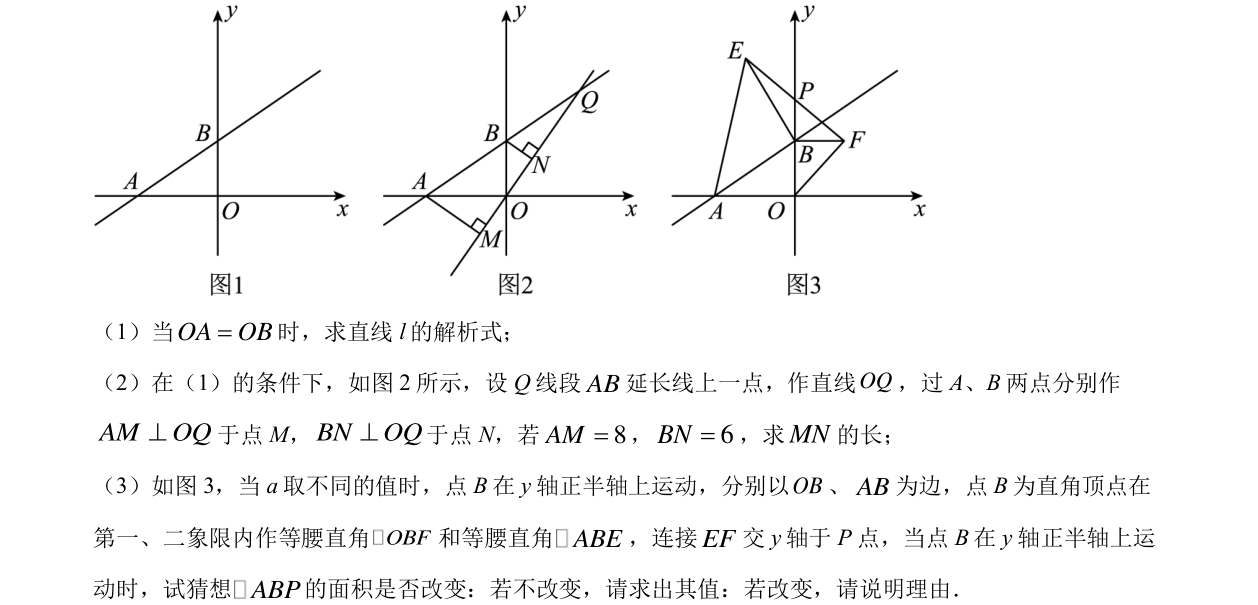 y y y
E
P
Q
B B N F
B
A A
O x O x A O x
M
图1 图2 图3
（1）当OA = OB时，求直线 l 的解析式；
（2）在（1）的条件下，如图 2 所示，设 Q 线段 AB 延长线上一点，作直线OQ，过 A、B 两点分别作
AM ⊥ OQ 于点 M，BN ⊥ OQ 于点 N，若 AM = 8，BN = 6，求 MN 的长；
（3）如图 3，当 a 取不同的值时，点 B 在 y 轴正半轴上运动，分别以OB、AB 为边，点 B 为直角顶点在
第一、二象限内作等腰直角□OBF 和等腰直角□ABE，连接 EF 交 y 轴于 P 点，当点 B 在 y 轴正半轴上运
动时，试猜想□ABP 的面积是否改变：若不改变，请求出其值：若改变，请说明理由．